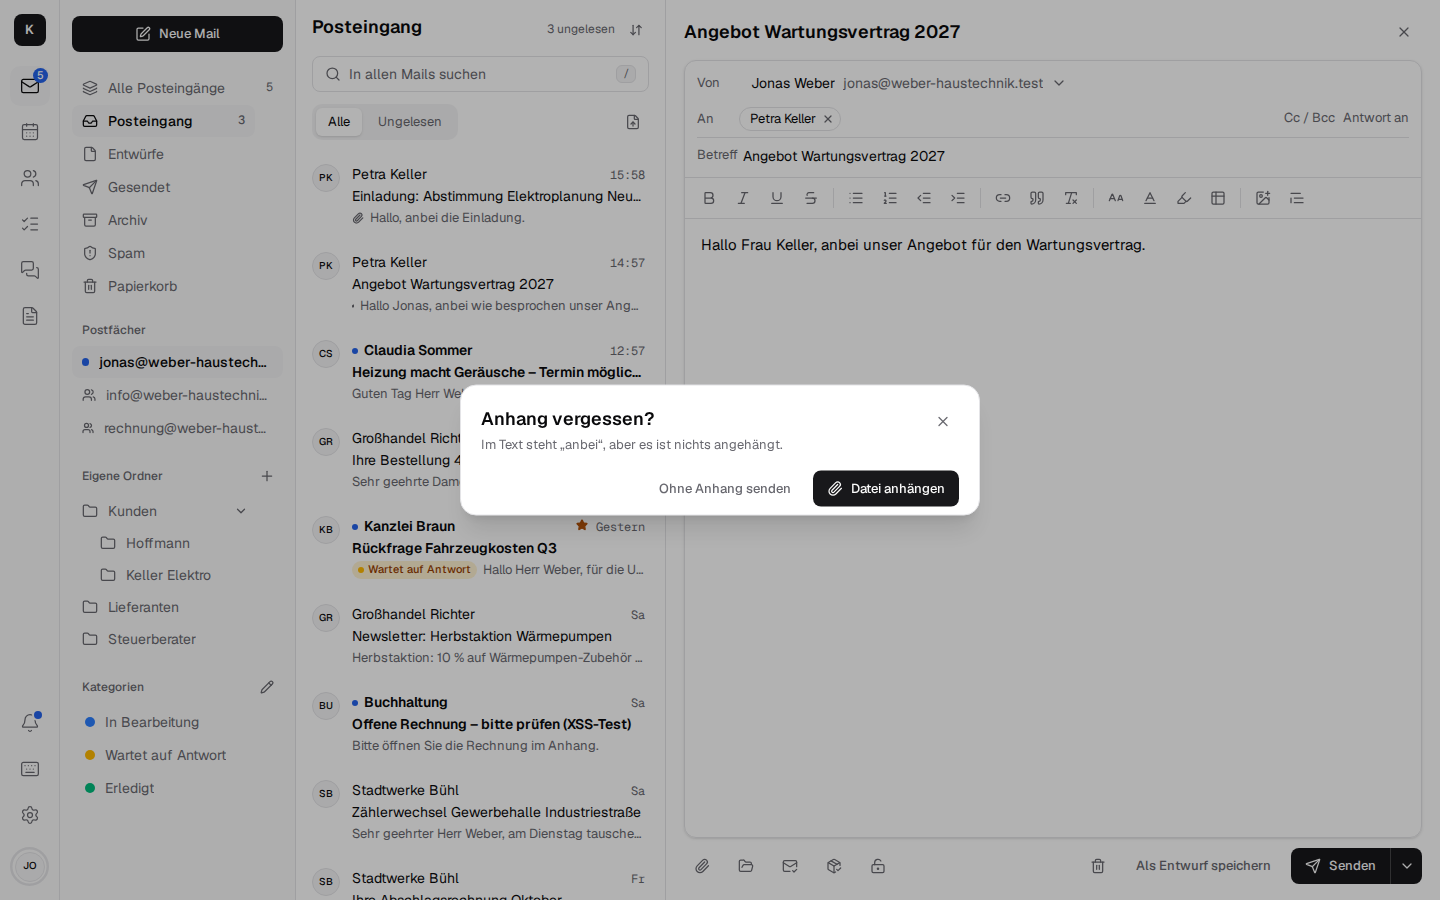 K
5
Neue Mail
Alle Posteingänge 5
Posteingang 3
Entwürfe
Gesendet
Archiv
Spam
Papierkorb
Postfächer
jonas@weber-haustech...
info@weber-haustechni...
rechnung@weber-haust...
Eigene Ordner
Kunden
Hoffmann
Keller Elektro
Lieferanten
Steuerberater
Kategorien
In Bearbeitung
Wartet auf Antwort
Erledigt
JO
Posteingang 3 ungelesen
In allen Mails suchen /
Alle Ungelesen
PK Petra Keller 15:58
Einladung: Abstimmung Elektroplanung Neu...
Hallo, anbei die Einladung.
PK Petra Keller 14:57
Angebot Wartungsvertrag 2027
Hallo Jonas, anbei wie besprochen unser Ang...
CS Claudia Sommer 12:57
Heizung macht Geräusche – Termin möglic...
Guten Tag Herr
GR Großhandel
Ihre Bestellung
Sehr geehrte
KB Kanzlei Braun Gestern
Rückfrage Fahrzeugkosten Q3
Wartet auf Antwort Hallo Herr Weber, für die U...
GR Großhandel Richter Sa
Newsletter: Herbstaktion Wärmepumpen
Herbstaktion: 10 % auf Wärmepumpen-Zubehör ...
BU Buchhaltung Sa
Offene Rechnung – bitte prüfen (XSS-Test)
Bitte öffnen Sie die Rechnung im Anhang.
SB Stadtwerke Bühl Sa
Zählerwechsel Gewerbehalle Industriestraße
Sehr geehrter Herr Weber, am Dienstag tausche...
SB Stadtwerke Bühl Fr
Ihre Abschlagsrechnung Oktober
Angebot Wartungsvertrag 2027
Von Jonas Weber jonas@weber-haustechnik.test
An Petra Keller Cc / Bcc Antwort an
Betreff Angebot Wartungsvertrag 2027
Hallo Frau Keller, anbei unser Angebot für den Wartungsvertrag.
Anhang vergessen?
Im Text steht „anbei“, aber es ist nichts angehängt.
Ohne Anhang senden Datei anhängen
Als Entwurf speichern Senden